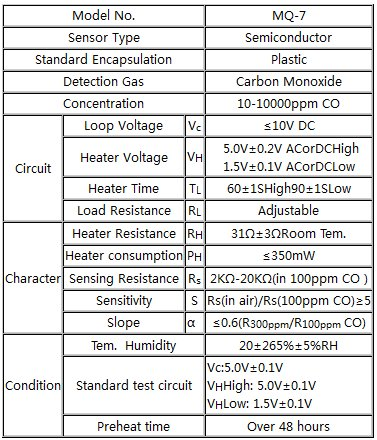 Model No. MQ-7
Sensor Type Semiconductor
Standard Encapsulation Plastic
Detection Gas Carbon Monoxide
Concentration 10-10000ppm CO
Circuit
Loop Voltage Vc ≤10V DC
Heater Voltage VH 5.0V±0.2V ACorDCHigh
1.5V±0.1V ACorDCLow
Heater Time TL 60±1SHigh90±1SLow
Load Resistance RL Adjustable
Character
Heater Resistance RH 31Ω±3ΩRoom Tem.
Heater consumption PH ≤350mW
Sensing Resistance Rs 2KΩ-20KΩ(in 100ppm CO )
Sensitivity S Rs(in air)/Rs(100ppm CO)≥5
Slope α ≤0.6(R300ppm/R100ppm CO)
Condition
Tem. Humidity 20±265%±5%RH
Standard test circuit Vc:5.0V±0.1V
VHHigh: 5.0V±0.1V
VHLow: 1.5V±0.1V
Preheat time Over 48 hours